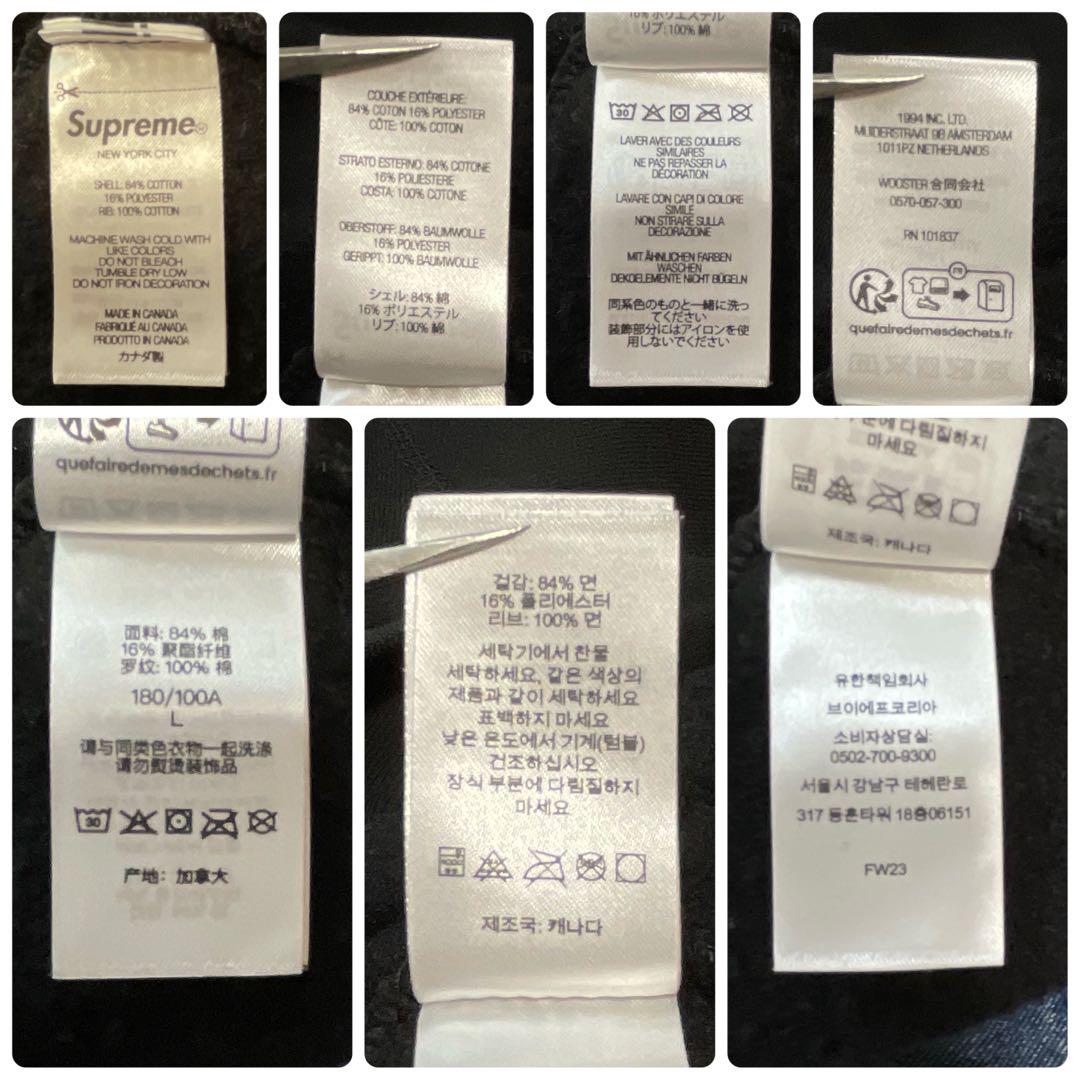 Supreme®
NEW YORK CITY
SHELL: 84% COTTON
16% POLYESTER
RIB: 100% COTTON
MACHINE WASH COLD WITH
LIKE COLORS
DO NOT BLEACH
TUMBLE DRY LOW
DO NOT IRON DECORATION
MADE IN CANADA
FABRIQUÉ AU CANADA
PRODOTTO IN CANADA
カナダ製
COUCHE EXTÉRIEURE:
84% COTON 16% POLYESTER
CÔTE: 100% COTON
STRATO ESTERNO: 84% COTONE
16% POLIESTERE
COSTA: 100% COTONE
OBERSTOFF: 84% BAUMWOLLE
16% POLYESTER
GERIPPT: 100% BAUMWOLLE
シェル: 84% 綿
16% ポリエステル
リブ: 100% 綿
16% ポリエステル
リブ: 100% 綿
30
LAVER AVEC DES COULEURS
SIMILAIRES
NE PAS REPASSER LA
DÉCORATION
LAVARE CON CAPI DI COLORE
SIMILE
NON STIRARE SULLA
DECORAZIONE
MIT ÄHNLICHEN FARBEN
WASCHEN
DEKOELEMENTE NICHT BÜGELN
同系色のものと一緒に洗っ
てください
装飾部分にはアイロンを使
用しないでください
1994 INC. LTD.
MUIDERSTRAAT 9B AMSTERDAM
1011PZ NETHERLANDS
WOOSTER 合同会社
0570-057-300
RN 101837
FR
quefairedemesdechets.fr
quefairedemesdechets.fr
面料: 84% 棉
16% 聚酯纤维
罗纹: 100% 棉
180/100A
L
请与同类色衣物一起洗涤
请勿熨烫装饰品
30
产地: 加拿大
겉감: 84% 면
16% 폴리에스터
리브: 100% 면
세탁기에서 찬물
세탁하세요, 같은 색상의
제품과 같이 세탁하세요
표백하지 마세요
낮은 온도에서 기계(텀블)
건조하십시오
장식 부분에 다림질하지
마세요
제조국: 캐나다
분에 다림질하지
마세요
제조국: 캐나다
유한책임회사
브이에프코리아
소비자상담실:
0502-700-9300
서울시 강남구 테헤란로
317 동훈타워 18층06151
FW23